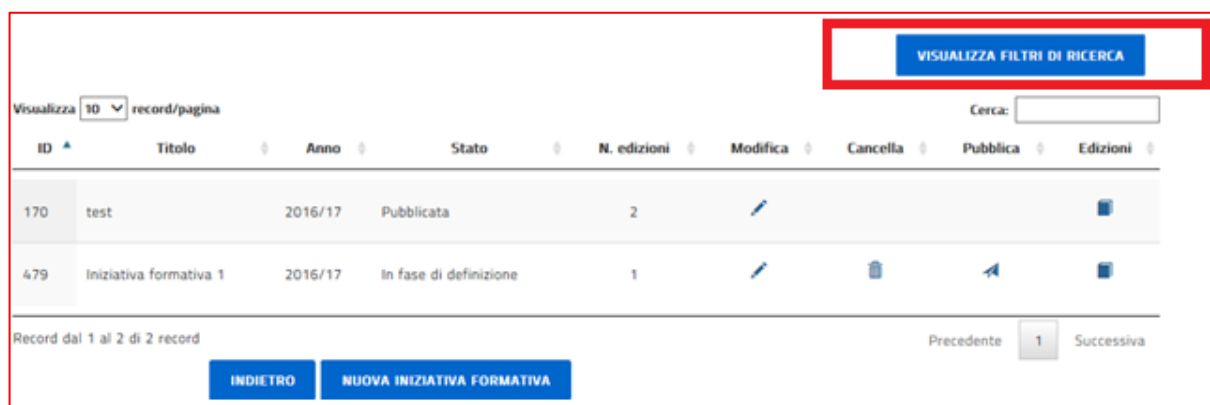 VISUALIZZA FILTRI DI RICERCA
Visualizza 10 record/pagina Cerca:
ID Titolo Anno Stato N. edizioni Modifica Cancella Pubblica Edizioni
170 test 2016/17 Pubblicata 2
479 Iniziativa formativa 1 2016/17 In fase di definizione 1
Record dal 1 al 2 di 2 record Precedente 1 Successiva
INDIETRO NUOVA INIZIATIVA FORMATIVA